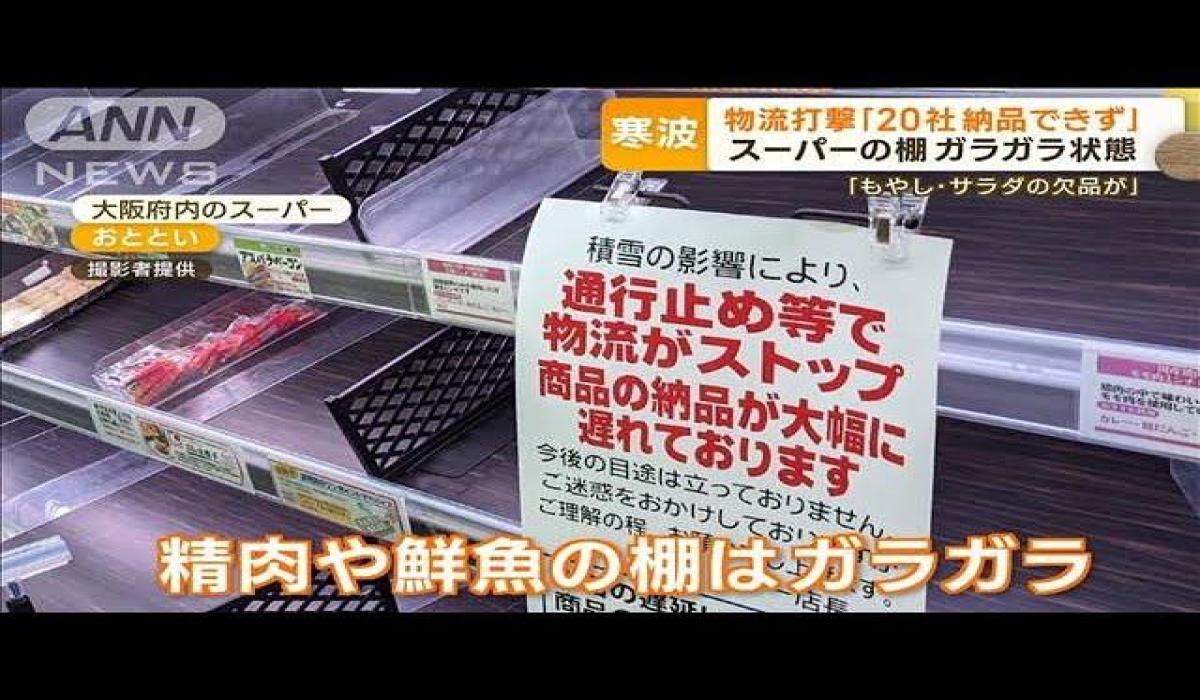 ANN
NEWS
大阪府内のスーパー
おととい
撮影者提供
寒波
物流打撃「20社納品できず」
スーパーの棚 ガラガラ状態
「もやし・サラダの欠品が」
積雪の影響により、
通行止め等で
物流がストップ
商品の納品が大幅に
遅れております
今後の目途は立っておりません。
ご迷惑をおかけしており
ご理解の程、
店長
精肉や鮮魚の棚はガラガラ